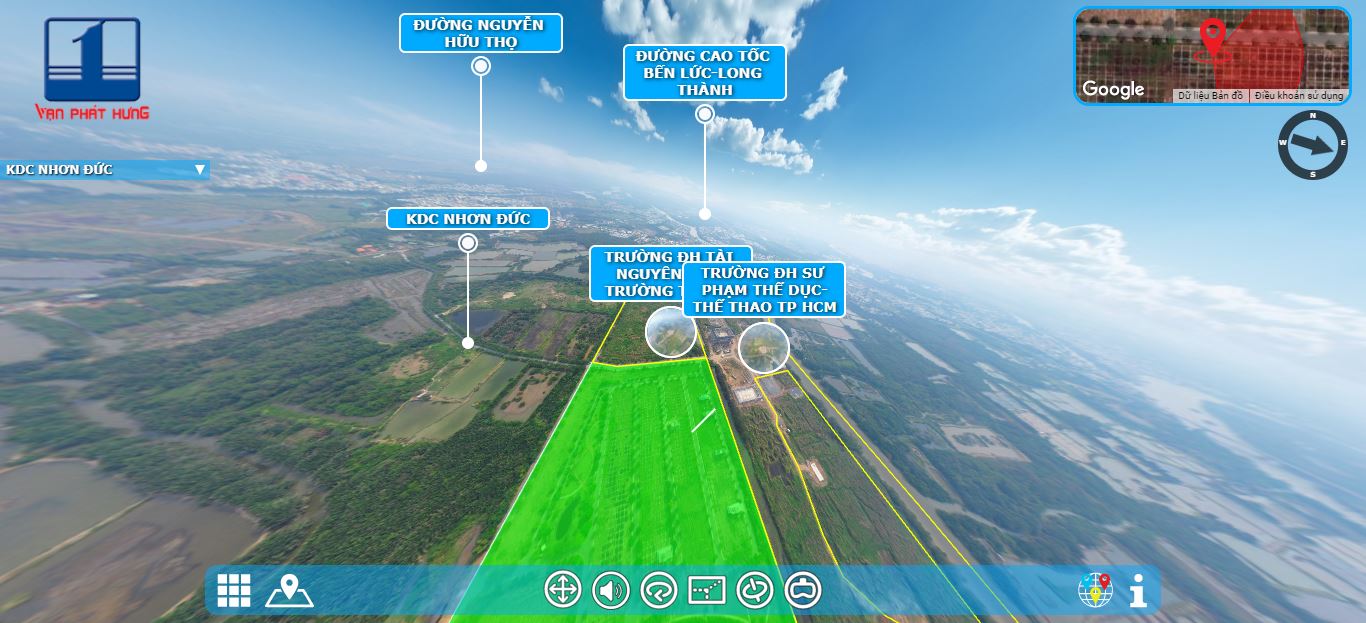 1
VẠN PHÁT HƯNG
ĐƯỜNG NGUYỄN
HỮU THỌ
ĐƯỜNG CAO TỐC
BẾN LỨC-LONG
THÀNH
Google
Dữ liệu Bản đồ
Điều khoản sử dụng
N
W
E
S
KDC NHƠN ĐỨC
KDC NHƠN ĐỨC
TRƯỜNG ĐH TÀI
NGUYÊN
TRƯỜNG
TRƯỜNG ĐH SƯ
PHẠM THỂ DỤC-
THỂ THAO TP HCM